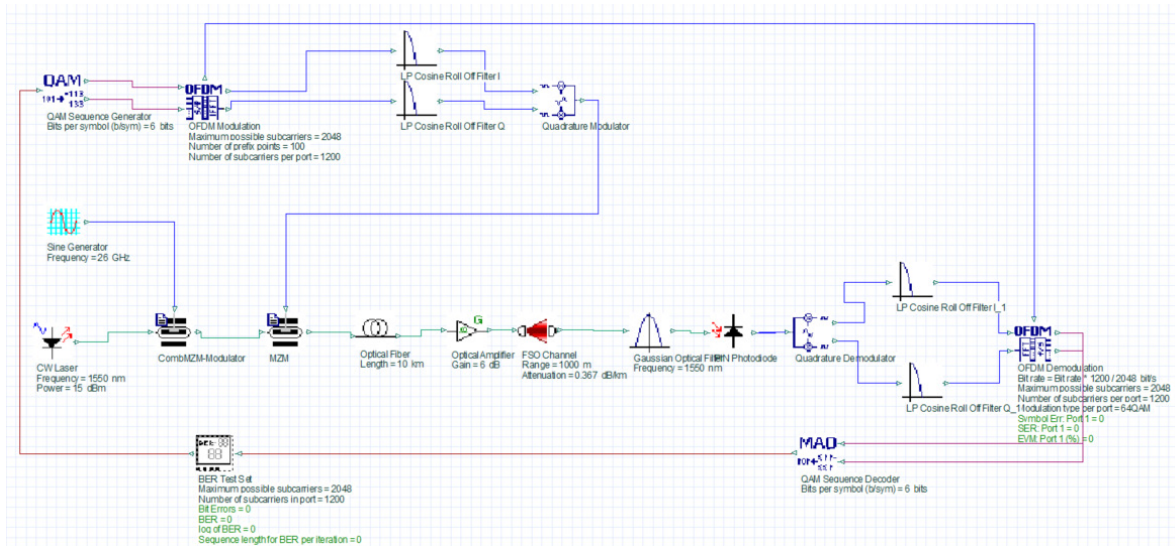 QAM
QAM Sequence Generator
Bits per symbol (b/sym) = 6 bits
OFDM
OFDM Modulation
Maximum possible subcarriers = 2048
Number of prefix points = 100
Number of subcarriers per port = 1200
LP Cosine Roll Off Filter I
LP Cosine Roll Off Filter Q
Quadrature Modulator
Sine Generator
Frequency = 26 GHz
CW Laser
Frequency = 1550 nm
Power = 15 dBm
CombMZM-Modulator
MZM
Optical Fiber
Length = 10 km
G
Optical Amplifier
Gain = 6 dB
FSO Channel
Range = 1000 m
Attenuation = 0.367 dB/km
Gaussian Optical Filter
Frequency = 1550 nm
PIN Photodiode
Quadrature Demodulator
LP Cosine Roll Off Filter I_1
LP Cosine Roll Off Filter Q_1
OFDM
OFDM Demodulation
Bit rate = Bit rate * 1200 / 2048 bit/s
Maximum possible subcarriers = 2048
Number of subcarriers per port = 1200
Modulation type per port = 64QAM
Symbol Err: Port 1 = 0
SER: Port 1 = 0
EVM: Port 1 (%) = 0
MAQ
QAM Sequence Decoder
Bits per symbol (b/sym) = 6 bits
BER Test Set
Maximum possible subcarriers = 2048
Number of subcarriers in port = 1200
Bit Errors = 0
BER = 0
log of BER = 0
Sequence length for BER per iteration = 0